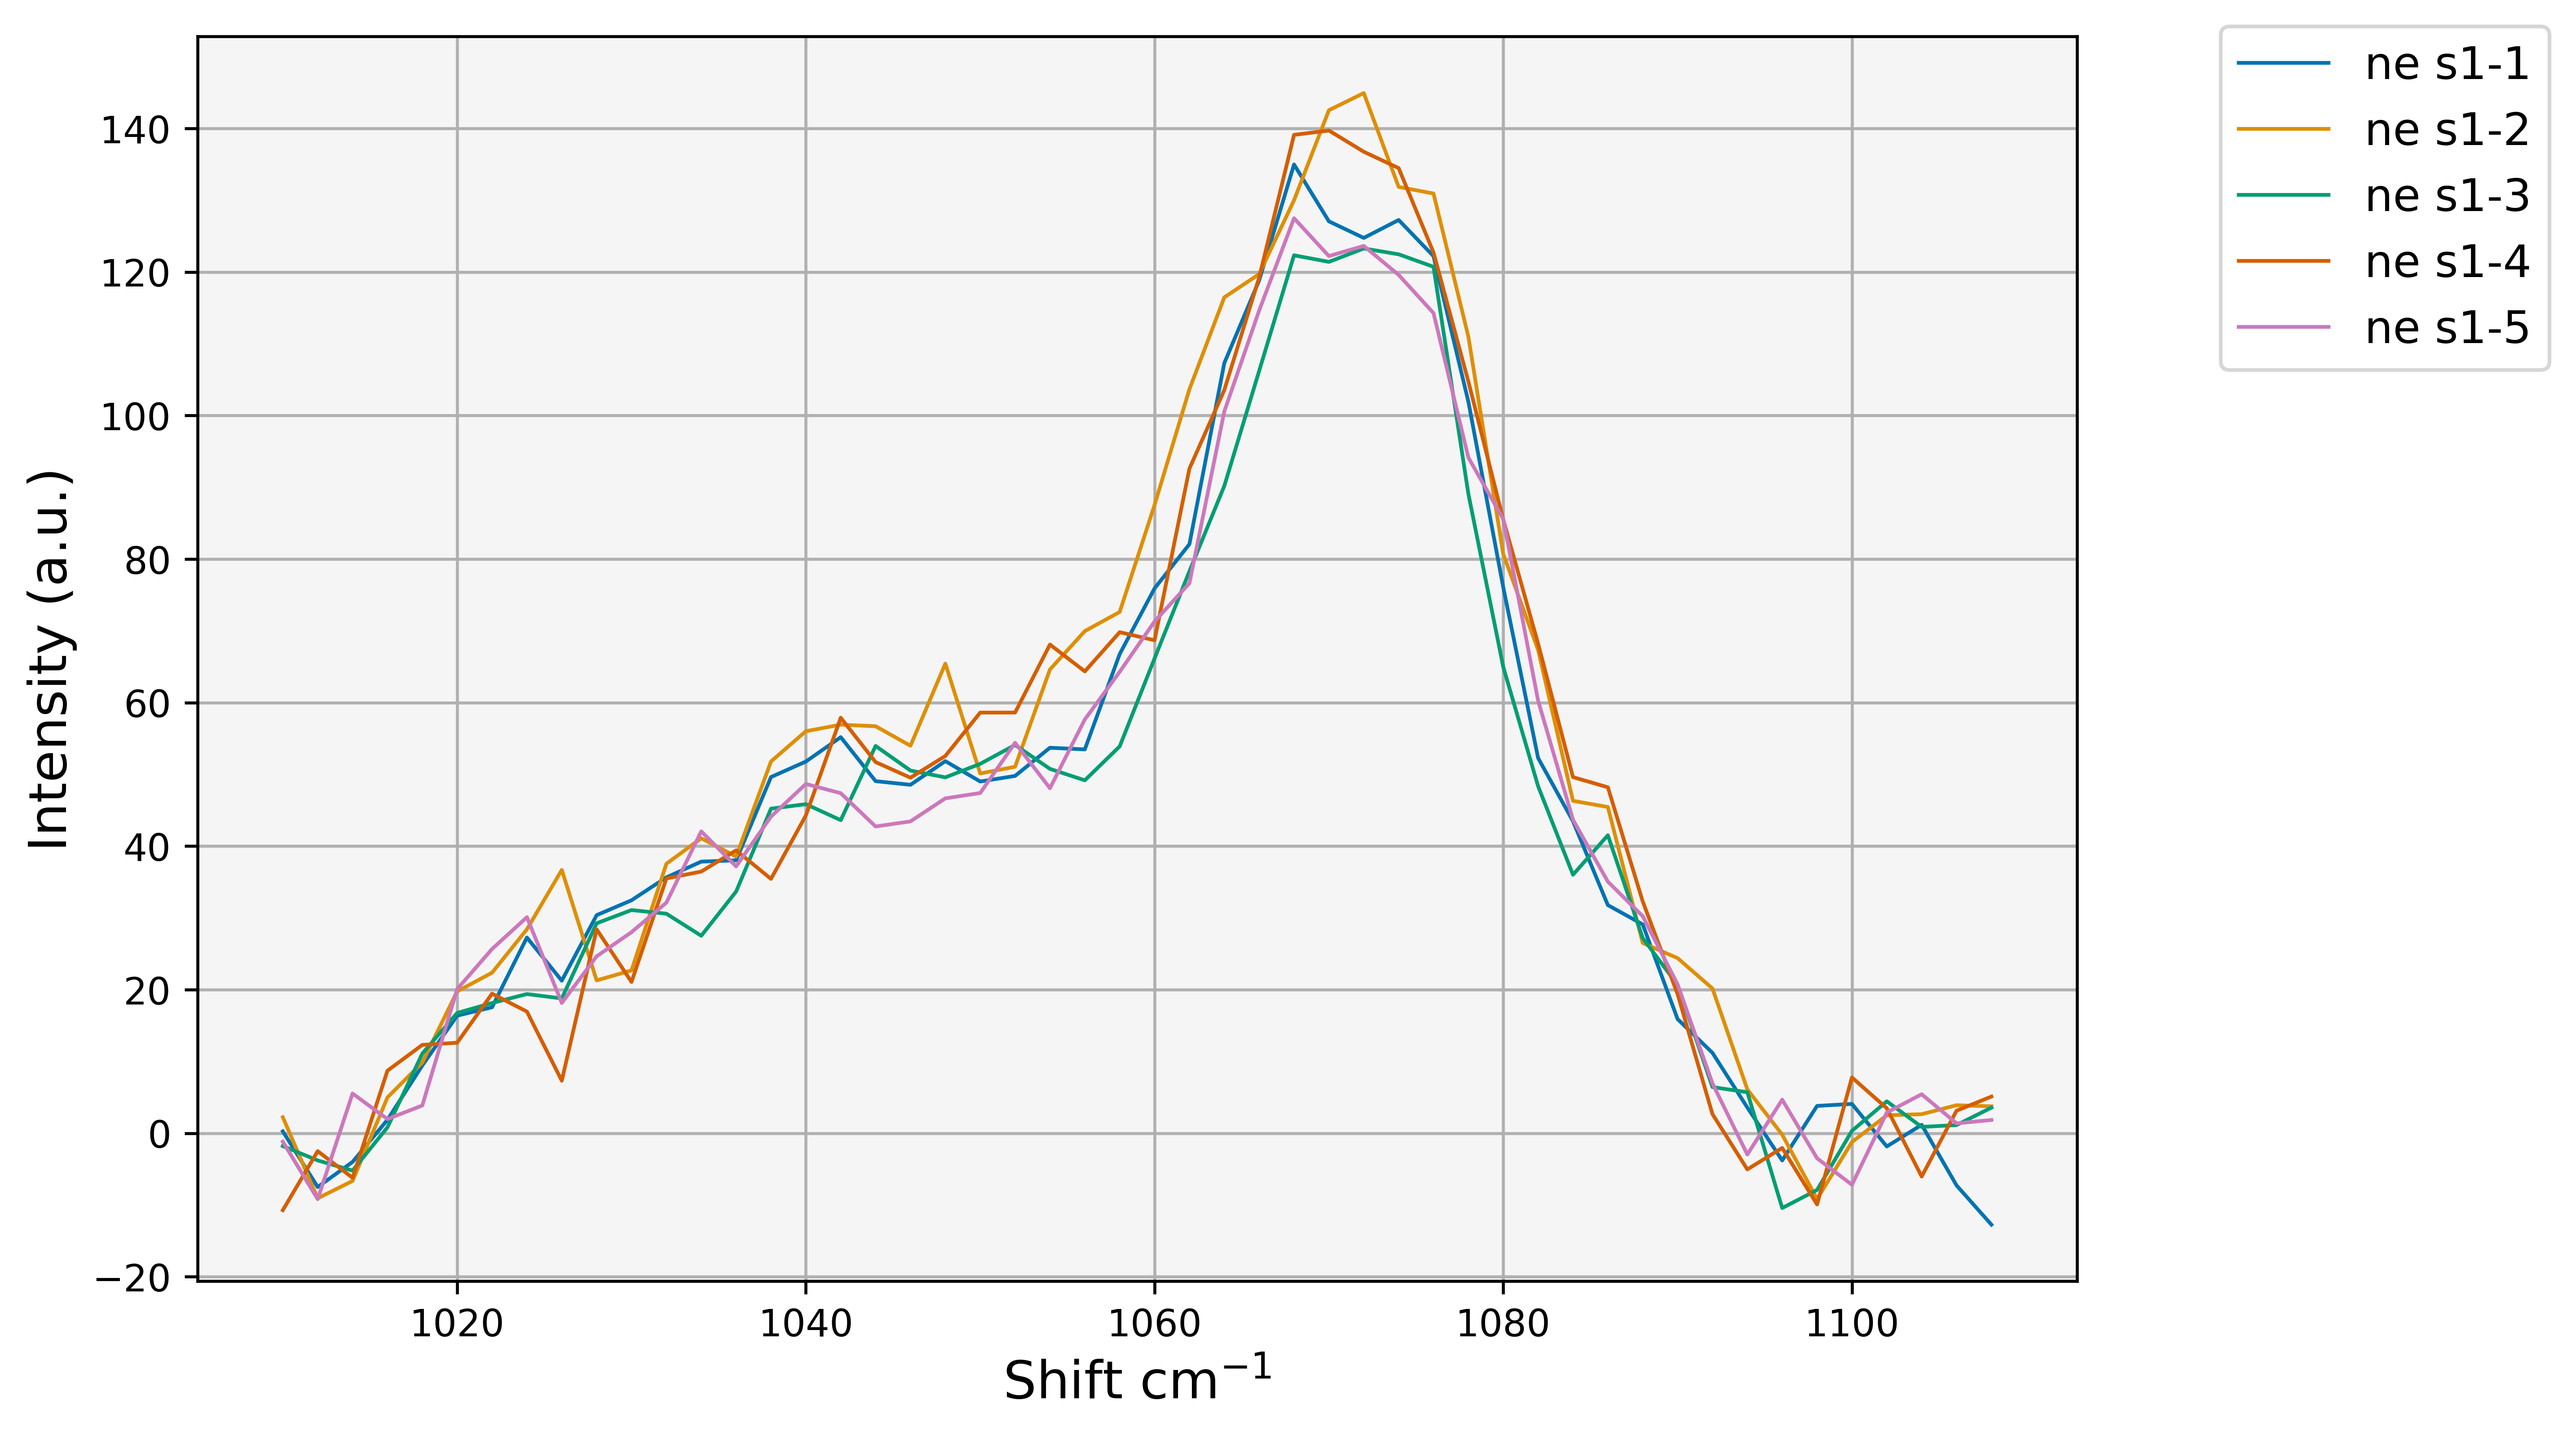 ne s1-1
ne s1-2
ne s1-3
ne s1-4
ne s1-5
140
120
100
80
60
40
20
0
−20
Intensity (a.u.)
1020 1040 1060 1080 1100
Shift cm⁻¹